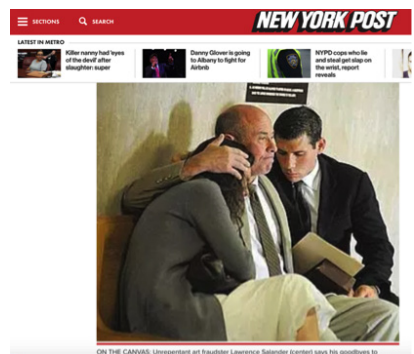 SECTIONS
SEARCH
NEW YORK POST
LATEST IN METRO
Killer nanny had 'eyes
of the devil' after
slaughter: super
Danny Glover is going
to Albany to fight for
Airbnb
NYPD cops who lie
and steal get slap on
the wrist, report
reveals
ON THE CANVAS: Unrepentant art fraudster Lawrence Salander (center) says his goodbyes to